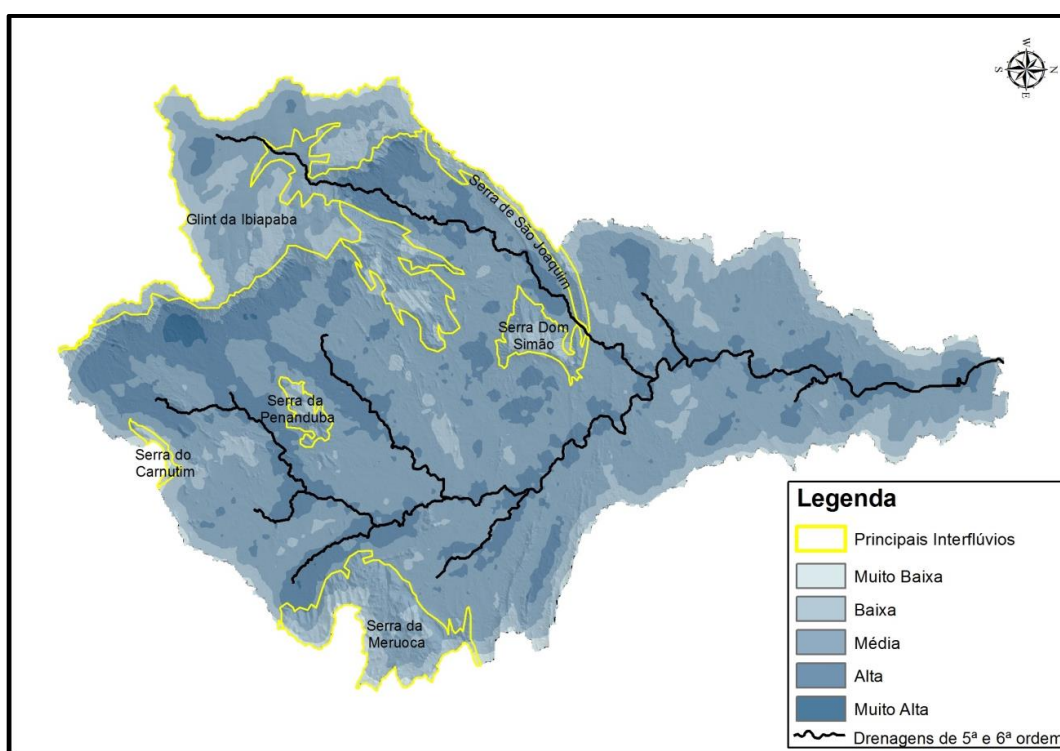 W
S
N
E
Serra de São Joaquim
Glint da Ibiapaba
Serra Dom
Simão
Serra da
Penanduba
Serra do
Carnutim
Serra da
Meruoca
Legenda
Principais Interflúvios
Muito Baixa
Baixa
Média
Alta
Muito Alta
Drenagens de 5ª e 6ª ordem